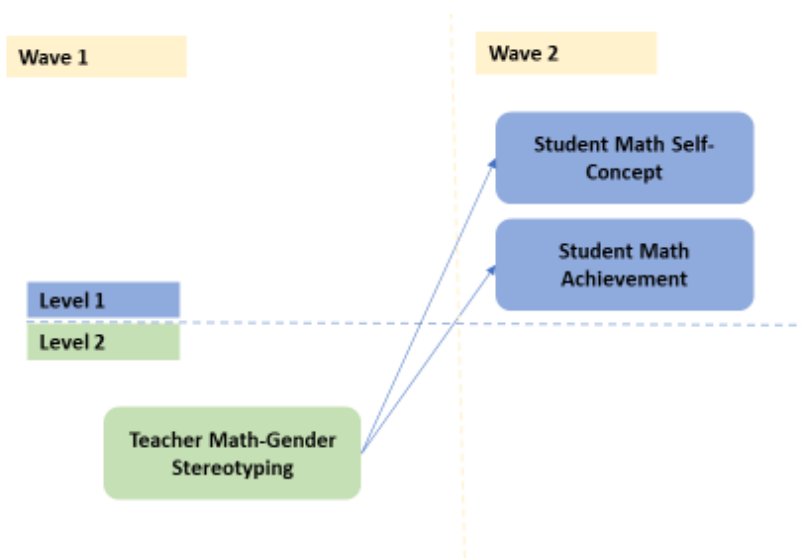 Wave 1
Wave 2
Student Math Self-
Concept
Student Math
Achievement
Level 1
Level 2
Teacher Math-Gender
Stereotyping